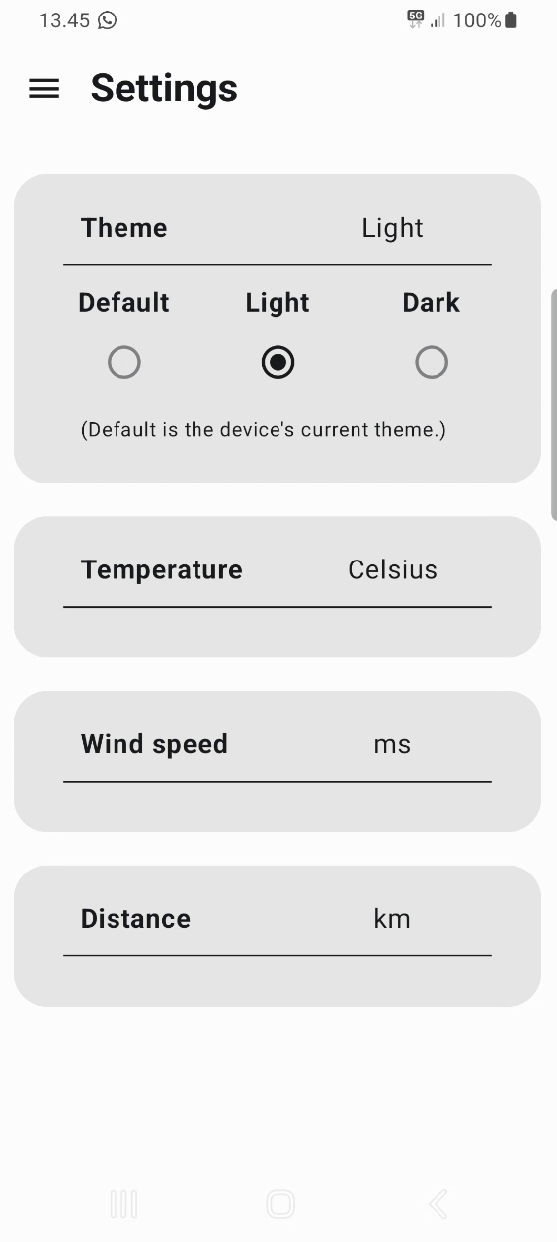 13.45 5G 100%
Settings
Theme Light
Default Light Dark
(Default is the device's current theme.)
Temperature Celsius
Wind speed ms
Distance km